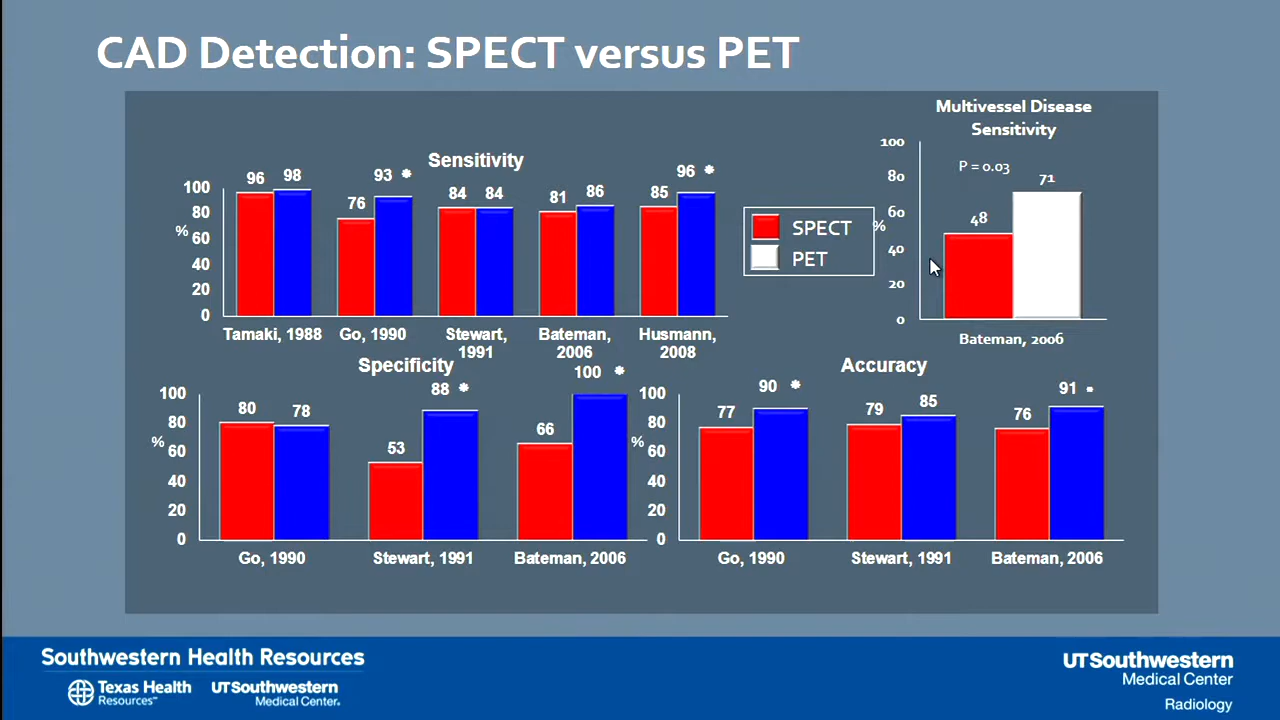 CAD Detection: SPECT versus PET
Multivessel Disease
Sensitivity
P = 0.03
100
80
60
40
20
0
%
48
71
Bateman, 2006
SPECT
PET
Sensitivity
100
80
60
40
20
0
%
96 98
76 93 *
84 84
81 86
85 96 *
Tamaki, 1988
Go, 1990
Stewart,
1991
Bateman,
2006
Husmann,
2008
Specificity
100
80
60
40
20
0
%
80 78
53 88 *
66 100 *
Go, 1990
Stewart, 1991
Bateman, 2006
Accuracy
100
80
60
40
20
0
%
77 90 *
79 85
76 91 *
Go, 1990
Stewart, 1991
Bateman, 2006
Southwestern Health Resources
Texas Health
Resources℠
UTSouthwestern
Medical Center®
UTSouthwestern
Medical Center
Radiology